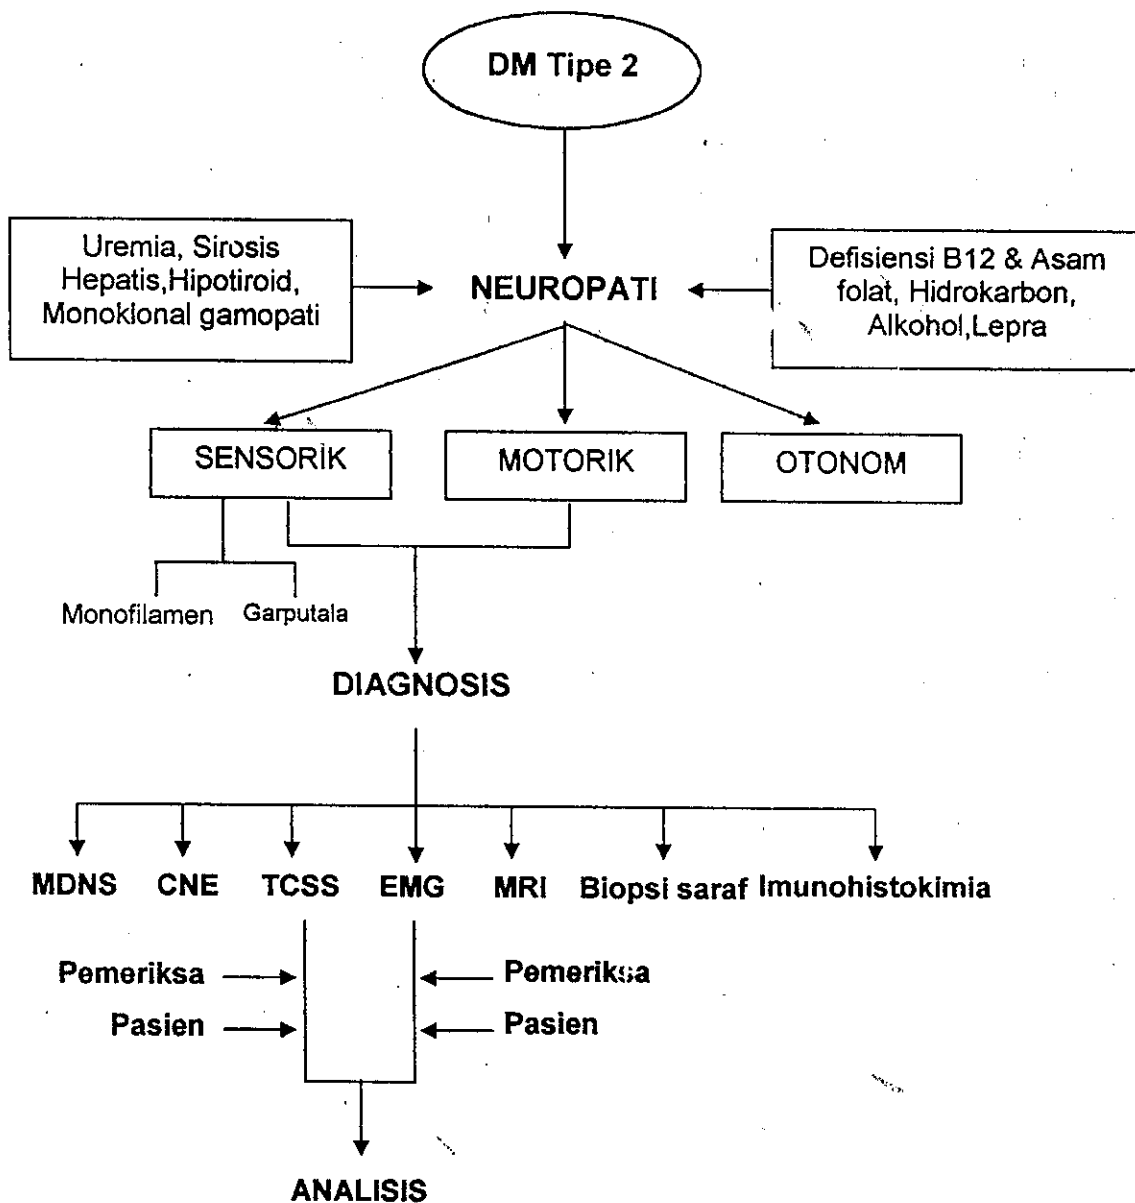 DM Tipe 2
Uremia, Sirosis
Hepatis,Hipotiroid,
Monoklonal gamopati
NEUROPATI
Defisiensi B12 & Asam
folat, Hidrokarbon,
Alkohol,Lepra
SENSORIK
MOTORIK
OTONOM
Monofilamen
Garputala
DIAGNOSIS
MDNS
CNE
TCSS
EMG
MRI
Biopsi saraf
Imunohistokimia
Pemeriksa
Pemeriksa
Pasien
Pasien
ANALISIS